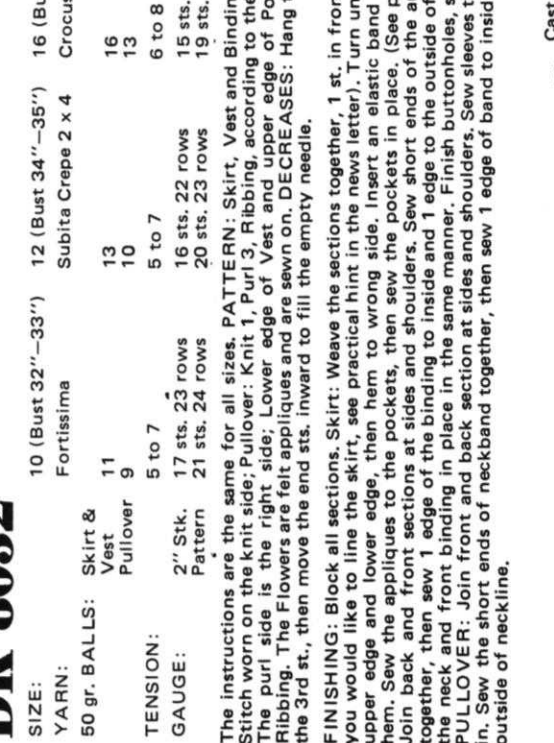 SIZE: 10 (Bust 32"–33") 12 (Bust 34"–35") 16 (Bu
YARN: Fortissima Subita Crepe 2 x 4 Crocus
50 gr. BALLS: Skirt &
Vest 11 13 16
Pullover 9 10 13
TENSION: 5 to 7 5 to 7 6 to 8
GAUGE: 2" Stk. 17 sts. 23 rows 16 sts. 22 rows 15 sts.
Pattern 21 sts. 24 rows 20 sts. 23 rows 19 sts.
The instructions are the same for all sizes. PATTERN: Skirt, Vest and Bindin
Stitch worn on the knit side; Pullover: Knit 1, Purl 3, Ribbing, according to the
The purl side is the right side; Lower edge of Vest and upper edge of Po
Ribbing. The Flowers are felt appliques and are sewn on. DECREASES: Hang
the 3rd st., then move the end sts. inward to fill the empty needle.
FINISHING: Block all sections. Skirt: Weave the sections together, 1 st. in fron
you would like to line the skirt, see practical hint in the news letter). Turn un
upper edge and lower edge, then hem to wrong side. Insert an elastic band
hem. Sew the appliques to the pockets, then sew the pockets in place. (See p
Join back and front sections at sides and shoulders. Sew short ends of the a
together, then sew 1 edge of the binding to inside and 1 edge to the outside of
the neck and front binding in place in the same manner. Finish buttonholes, s
PULLOVER: Join front and back section at sides and shoulders. Sew sleeves t
in. Sew the short ends of neckband together, then sew 1 edge of band to insid
outside of neckline.
Cast